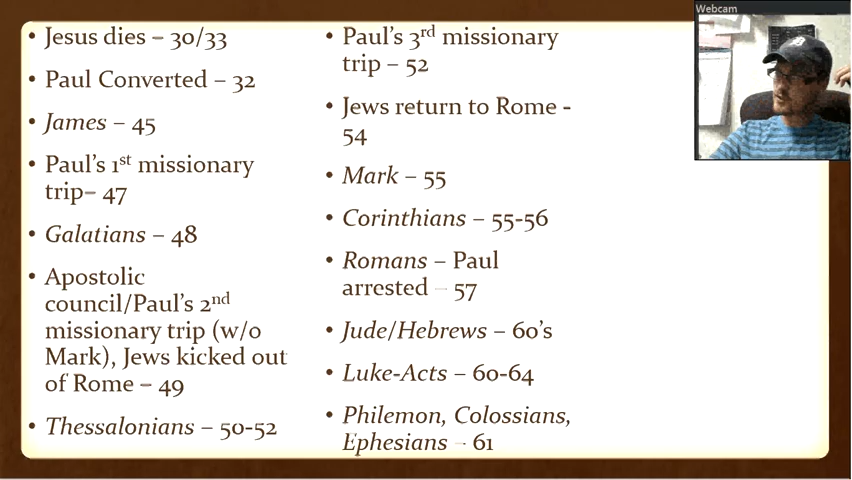 • Jesus dies – 30/33
• Paul Converted – 32
• James – 45
• Paul's 1st missionary
trip– 47
• Galatians – 48
• Apostolic
council/Paul's 2nd
missionary trip (w/o
Mark), Jews kicked out
of Rome – 49
• Thessalonians – 50-52
• Paul's 3rd missionary
trip – 52
• Jews return to Rome -
54
• Mark – 55
• Corinthians – 55-56
• Romans – Paul
arrested – 57
• Jude/Hebrews – 60's
• Luke-Acts – 60-64
• Philemon, Colossians,
Ephesians – 61
Webcam